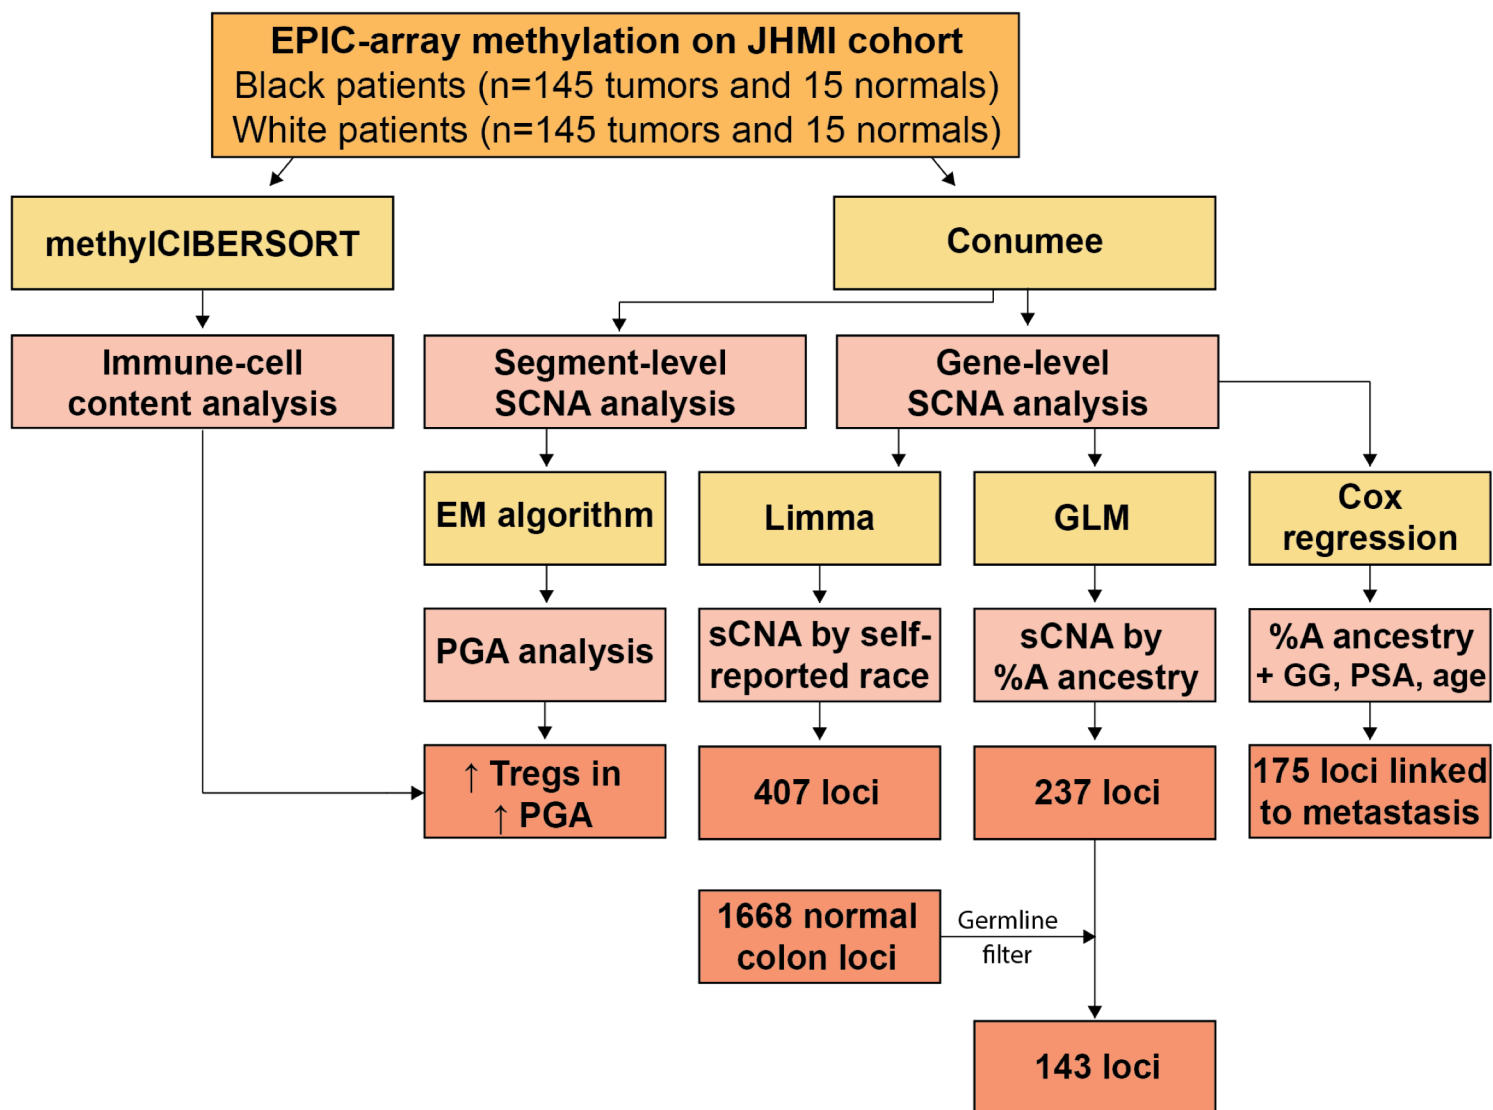 EPIC-array methylation on JHMI cohort
Black patients (n=145 tumors and 15 normals)
White patients (n=145 tumors and 15 normals)
methylCIBERSORT
Conumee
Immune-cell
content analysis
Segment-level
SCNA analysis
Gene-level
SCNA analysis
EM algorithm
Limma
GLM
Cox
regression
PGA analysis
sCNA by self-
reported race
sCNA by
%A ancestry
%A ancestry
+ GG, PSA, age
↑ Tregs in
↑ PGA
407 loci
237 loci
175 loci linked
to metastasis
1668 normal
colon loci
Germline
filter
143 loci